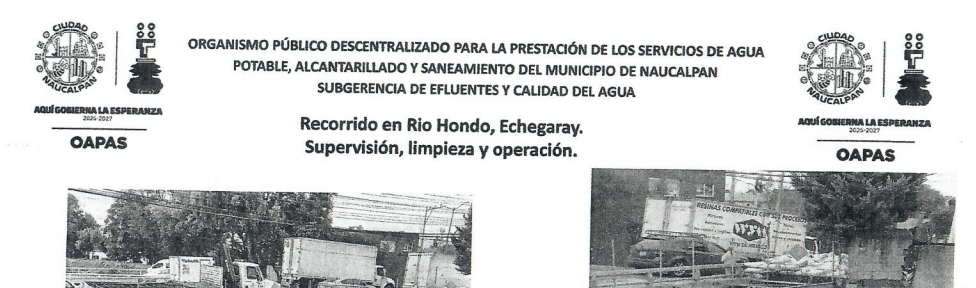 CIUDAD
NAUCALPAN
AQUÍ GOBIERNA LA ESPERANZA
2025-2027
OAPAS
ORGANISMO PÚBLICO DESCENTRALIZADO PARA LA PRESTACIÓN DE LOS SERVICIOS DE AGUA
POTABLE, ALCANTARILLADO Y SANEAMIENTO DEL MUNICIPIO DE NAUCALPAN
SUBGERENCIA DE EFLUENTES Y CALIDAD DEL AGUA
Recorrido en Rio Hondo, Echegaray.
Supervisión, limpieza y operación.
CIUDAD
NAUCALPAN
AQUÍ GOBIERNA LA ESPERANZA
2025-2027
OAPAS
RESINAS COMPATIBLES CON SUS PROCESOS